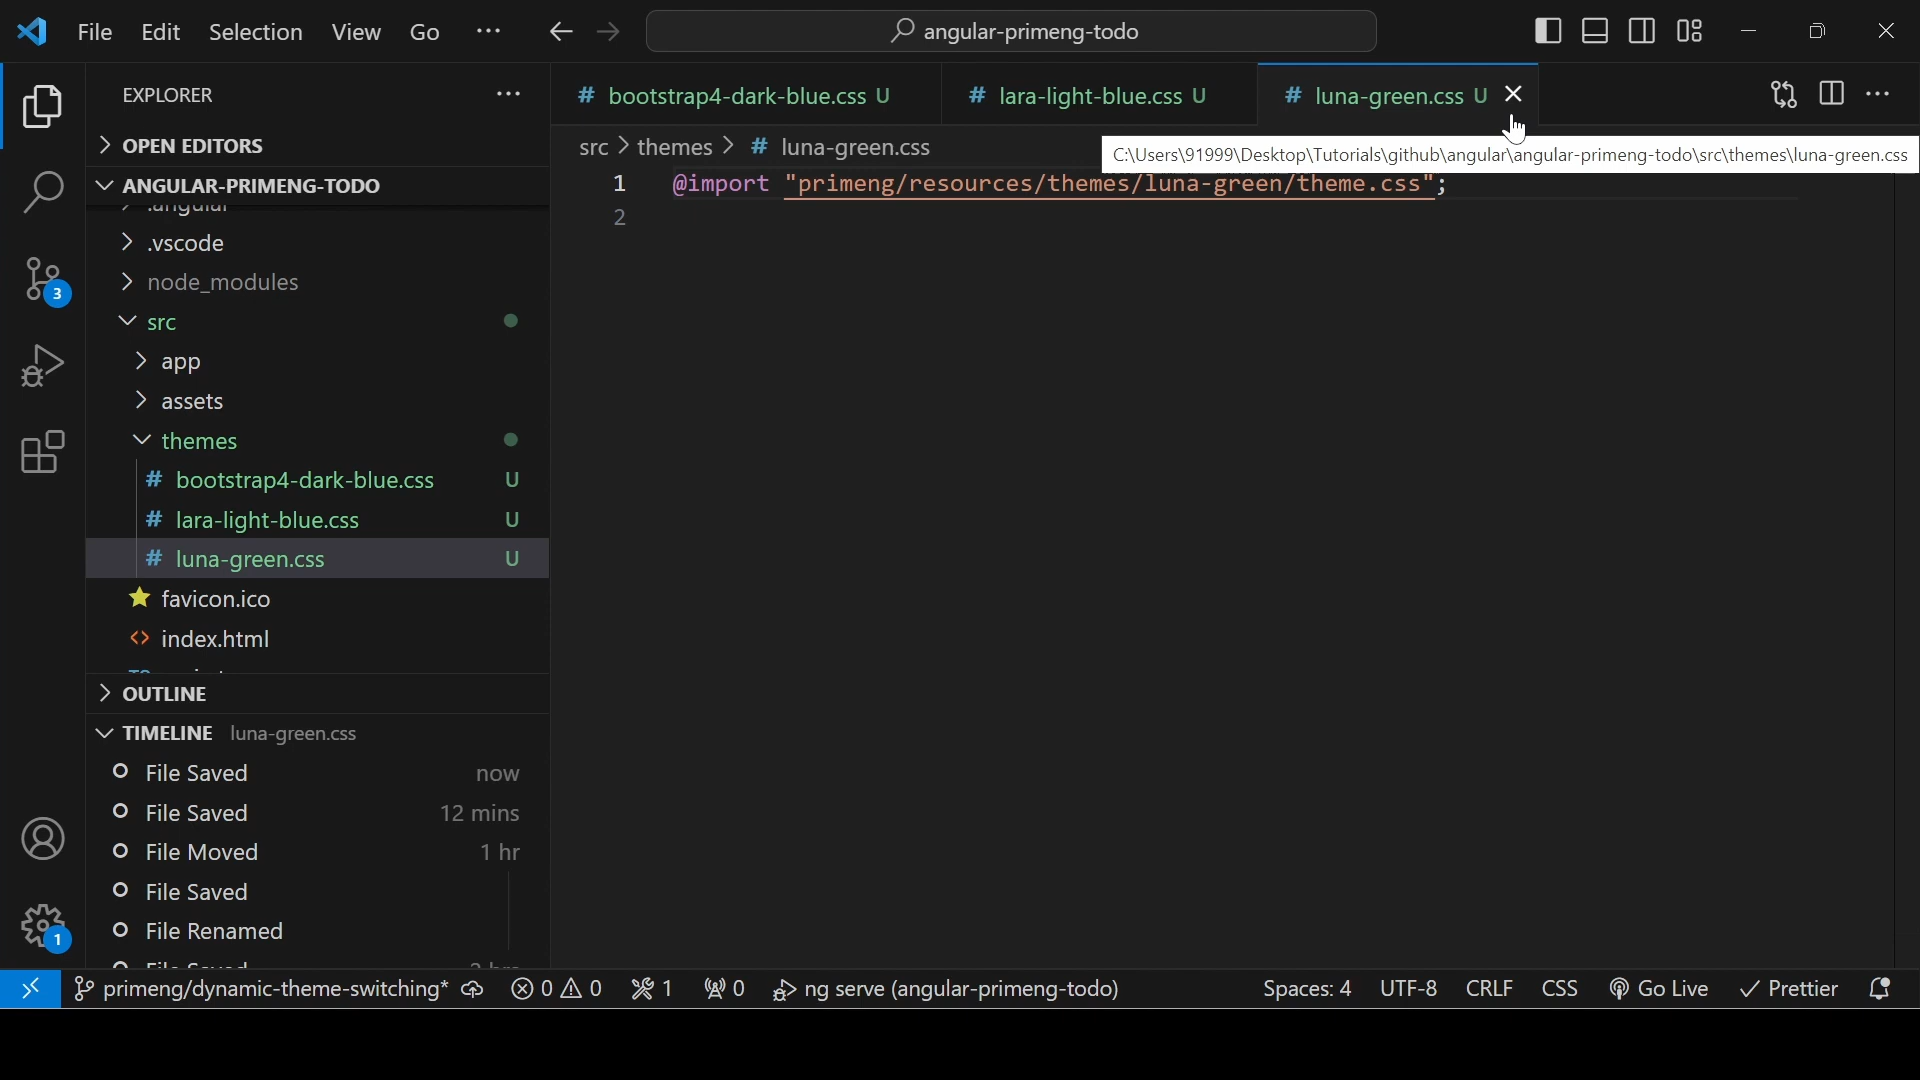 File Edit Selection View Go ··· angular-primeng-todo
EXPLORER ···
OPEN EDITORS
ANGULAR-PRIMENG-TODO
.angular
.vscode
node_modules
src
app
assets
themes
# bootstrap4-dark-blue.css U
# lara-light-blue.css U
# luna-green.css U
favicon.ico
<> index.html
OUTLINE
TIMELINE luna-green.css
File Saved now
File Saved 12 mins
File Moved 1 hr
File Saved
File Renamed
File Saved
# bootstrap4-dark-blue.css U # lara-light-blue.css U # luna-green.css U
src > themes > # luna-green.css
C:\Users\91999\Desktop\Tutorials\github\angular\angular-primeng-todo\src\themes\luna-green.css
1 @import "primeng/resources/themes/luna-green/theme.css";
2
3
1
primeng/dynamic-theme-switching* 0 0 1 0 ng serve (angular-primeng-todo) Spaces: 4 UTF-8 CRLF CSS Go Live Prettier